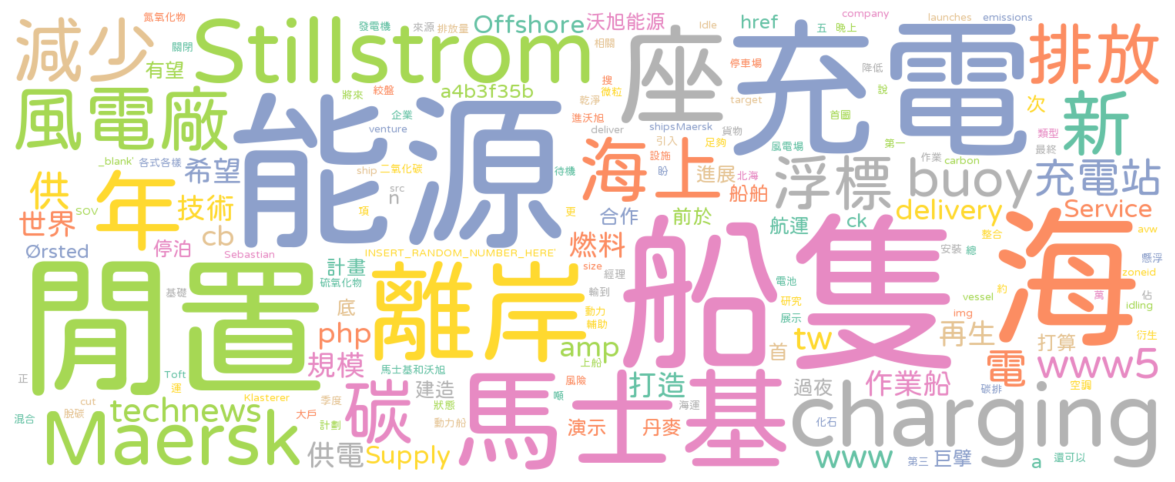 氮氧化物 發電機 來源 排放量 Offshore 沃旭能源 href 五 晚上 company launches emissions
減少 關閉 Stillstrom 相關 Idle 停車場 降低 說 排放
有望 絞盤 a4b3f35b 搜 微粒 座 充電 類型 次 新
風電廠 將來 企業 乾淨 進沃旭 target 首圖
_blank' 各式各樣 希望 venture 能源 deliver shipsMaersk 貨物 引入 足夠 風電場 第一 最終
供 年 ship 二氧化碳 待機 海上 設施 盼 進展 作業 carbon
世界 sov 技術 src n 項 更 北海 船舶 浮標 buoy 充電站
Ørsted 停泊 cb Sebastian INSERT_RANDOM_NUMBER_HERE' 合作 前於 航運 ck delivery Service
燃料 安裝 總 整合 avw 懸浮
閒置 計畫 硫氧化物 離岸 size 經理 船隻 電池 研究 展示 vessel 約 img 萬 zoneid 佔 idling 海
基礎 底 輪到 動力 輔助
php amp 上船 首 tw 再生 打算 衍生
正 Toft 運 規模 馬士基和沃旭 風險 打造 過夜 作業船 電 碳排 空調 www5
technews Klasterer cut 季度 碳 建造 狀態 馬士基 噸 海運 化石 charging
混合 脫碳 大戶 計劃 動力船 演示 丹麥
Maersk 供電 Supply www 第三 巨擘 a 還可以